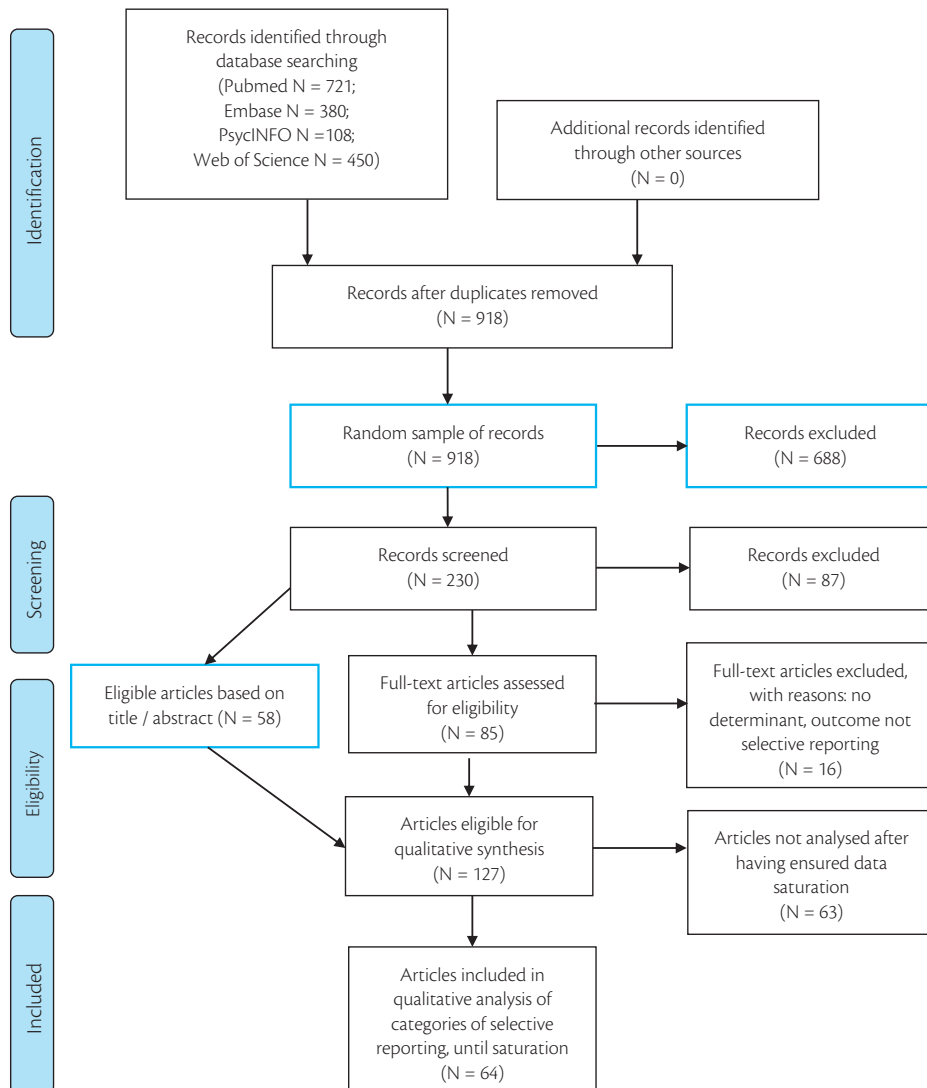 Identification
Records identified through
database searching
(Pubmed N = 721;
Embase N = 380;
PsycINFO N =108;
Web of Science N = 450)
Additional records identified
through other sources
(N = 0)
Records after duplicates removed
(N = 918)
Random sample of records
(N = 918)
Records excluded
(N = 688)
Screening
Records screened
(N = 230)
Records excluded
(N = 87)
Eligibility
Eligible articles based on
title / abstract (N = 58)
Full-text articles assessed
for eligibility
(N = 85)
Full-text articles excluded,
with reasons: no
determinant, outcome not
selective reporting
(N = 16)
Articles eligible for
qualitative synthesis
(N = 127)
Articles not analysed after
having ensured data
saturation
(N = 63)
Included
Articles included in
qualitative analysis of
categories of selective
reporting, until saturation
(N = 64)